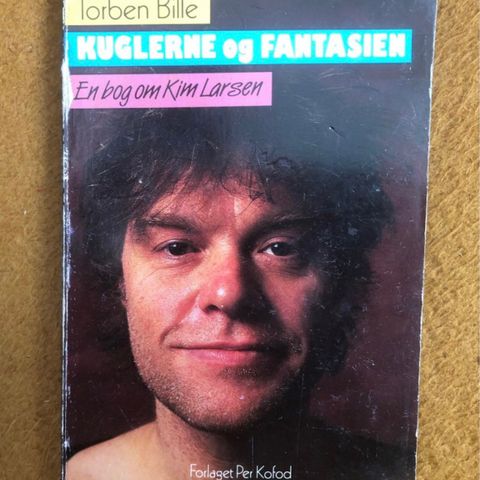 Torben Bille
KUGLERNE og FANTASIEN
En bog om Kim Larsen
Forlaget Per Kofod